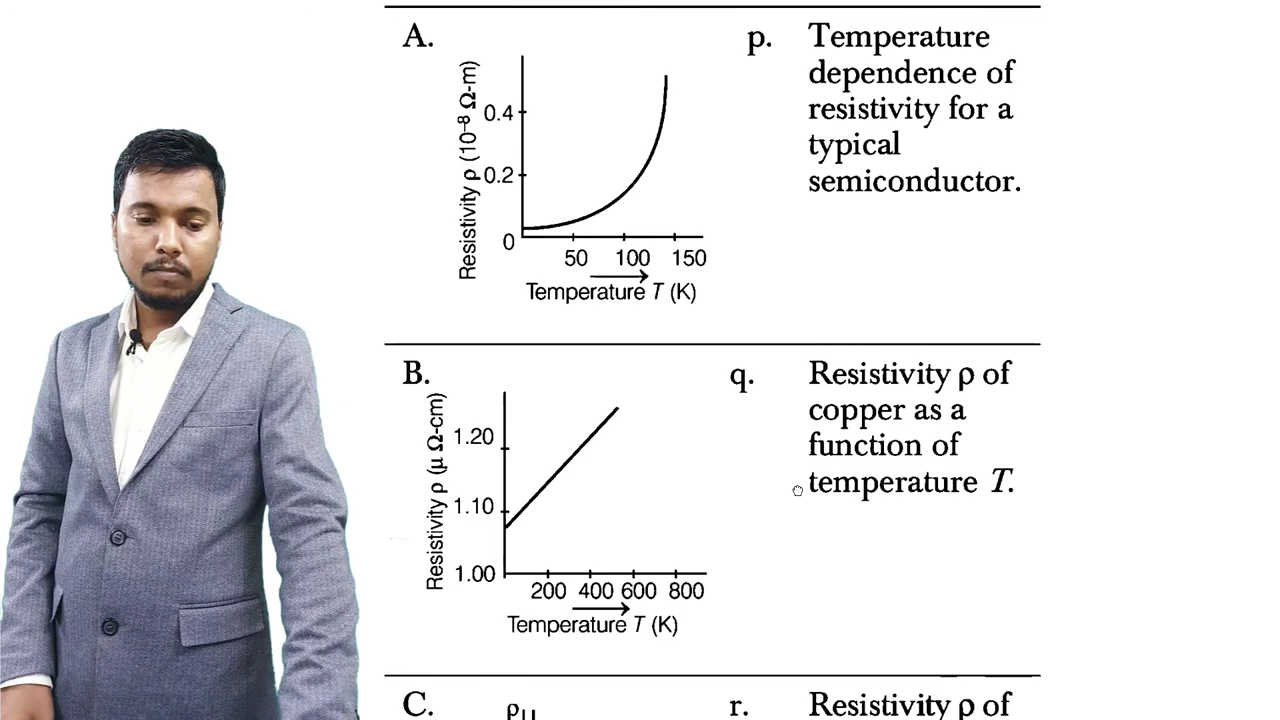 A.
Resistivity ρ (10⁻⁸ Ω-m)
0.4
0.2
0
50 100 150
Temperature T (K)
p. Temperature
dependence of
resistivity for a
typical
semiconductor.
B.
Resistivity ρ (μ Ω-cm)
1.20
1.10
1.00
200 400 600 800
Temperature T (K)
q. Resistivity ρ of
copper as a
function of
temperature T.
C.
r. Resistivity ρ of